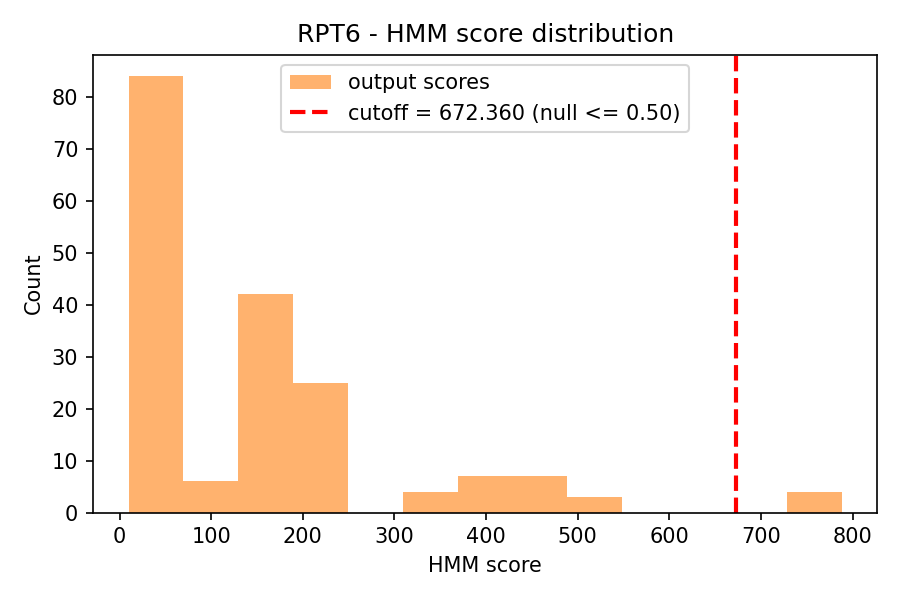 RPT6 - HMM score distribution
output scores
cutoff = 672.360 (null <= 0.50)
80
70
60
50
40
30
20
10
0
Count
0 100 200 300 400 500 600 700 800
HMM score